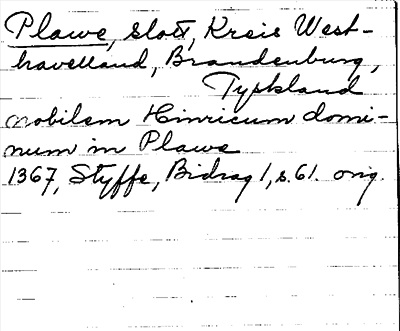 Plawe, slott, Kreis West-
havelland, Brandenburg,
Tyskland
nobilem Hinricum domi-
num in Plawe
1367, Styffe, Bidrag 1, s. 61. orig.